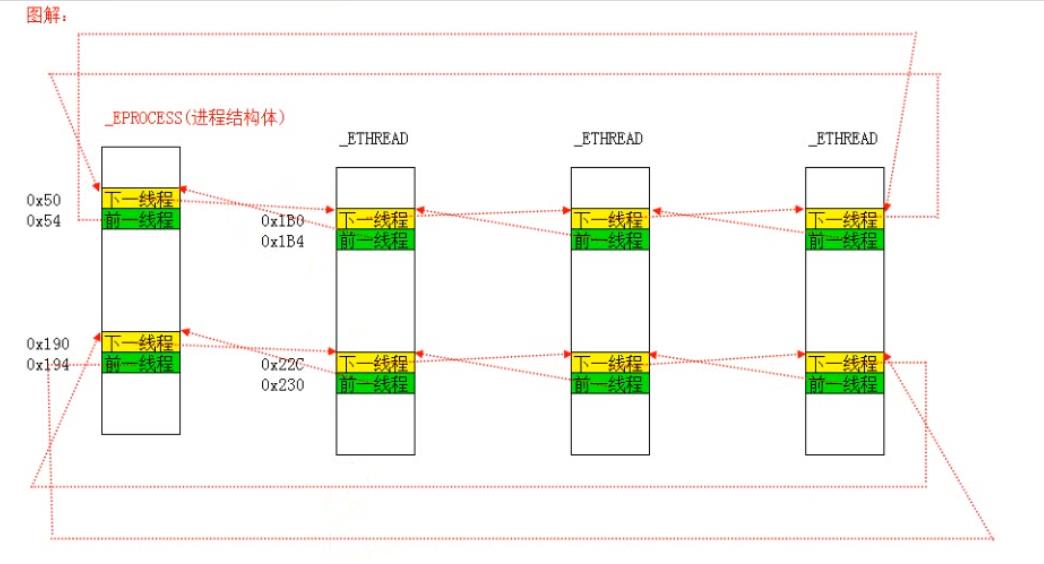 图解：
_EPROCESS(进程结构体)
_ETHREAD
_ETHREAD
_ETHREAD
0x50
下一线程
0x54
前一线程
0x1B0
下一线程
下一线程
下一线程
0x1B4
前一线程
前一线程
前一线程
0x190
下一线程
0x194
前一线程
0x22C
下一线程
下一线程
下一线程
0x230
前一线程
前一线程
前一线程